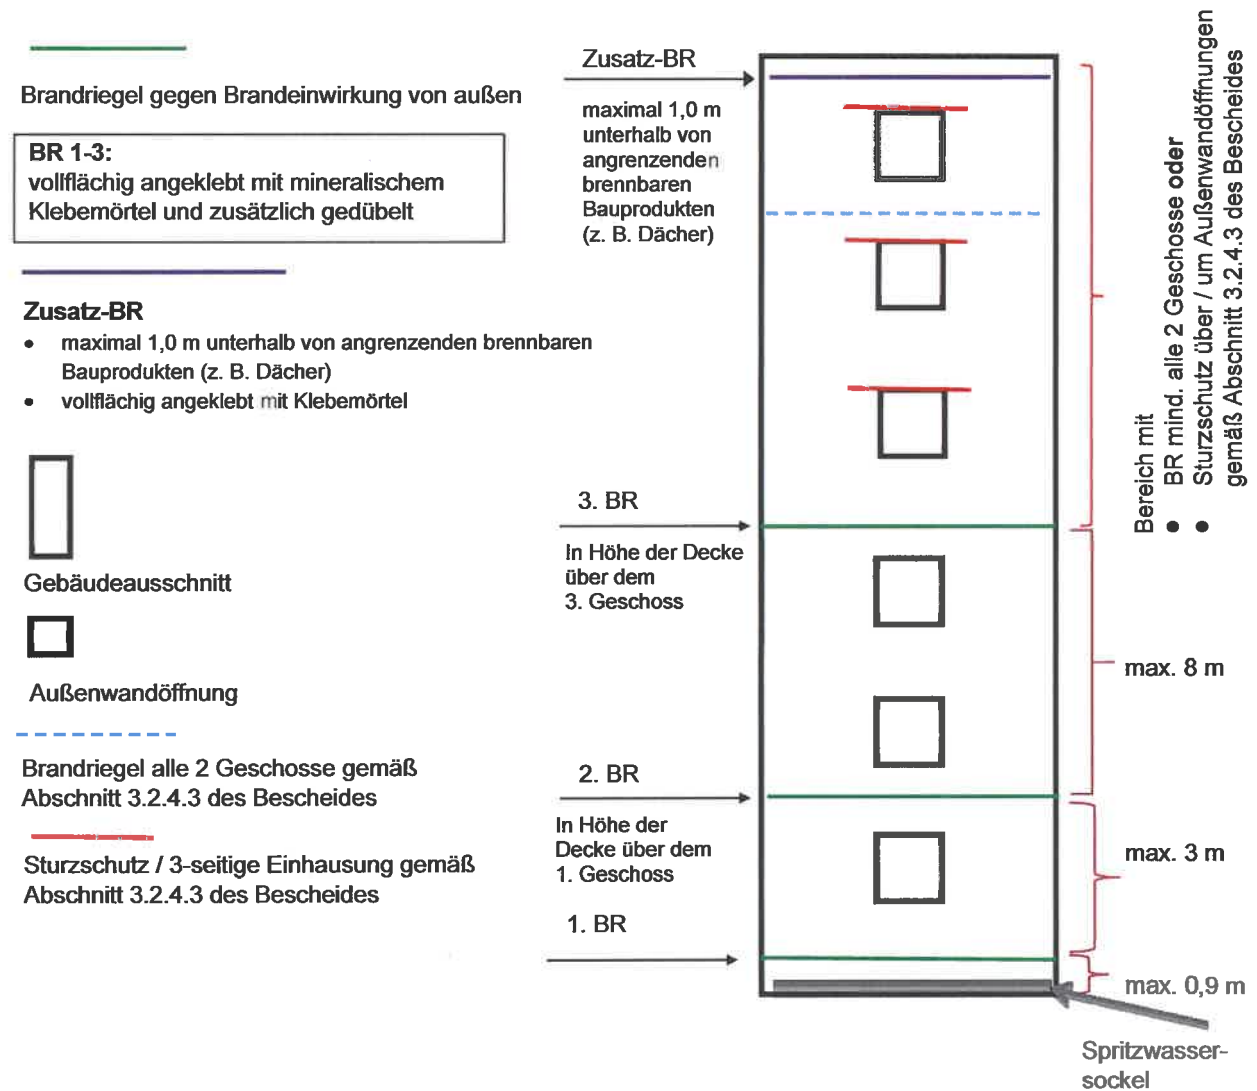 Brandriegel gegen Brandeinwirkung von außen
BR 1-3:
vollflächig angeklebt mit mineralischem
Klebemörtel und zusätzlich gedübelt
Zusatz-BR
• maximal 1,0 m unterhalb von angrenzenden brennbaren
Bauprodukten (z. B. Dächer)
• vollflächig angeklebt mit Klebemörtel
Gebäudeausschnitt
Außenwandöffnung
Brandriegel alle 2 Geschosse gemäß
Abschnitt 3.2.4.3 des Bescheides
Sturzschutz / 3-seitige Einhausung gemäß
Abschnitt 3.2.4.3 des Bescheides
Zusatz-BR
maximal 1,0 m
unterhalb von
angrenzenden
brennbaren
Bauprodukten
(z. B. Dächer)
3. BR
In Höhe der Decke
über dem
3. Geschoss
2. BR
In Höhe der
Decke über dem
1. Geschoss
1. BR
Bereich mit
• BR mind. alle 2 Geschosse oder
• Sturzschutz über / um Außenwandöffnungen
gemäß Abschnitt 3.2.4.3 des Bescheides
max. 8 m
max. 3 m
max. 0,9 m
Spritzwasser-
sockel